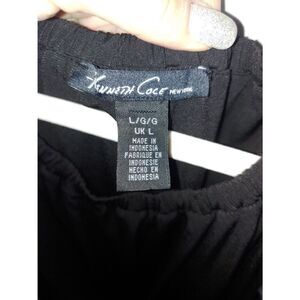 Kenneth Cole NEW YORK
L/G/G
UK L
MADE IN
INDONESIA
FABRIQUE EN
INDONESIE
HECHO EN
INDONESIA